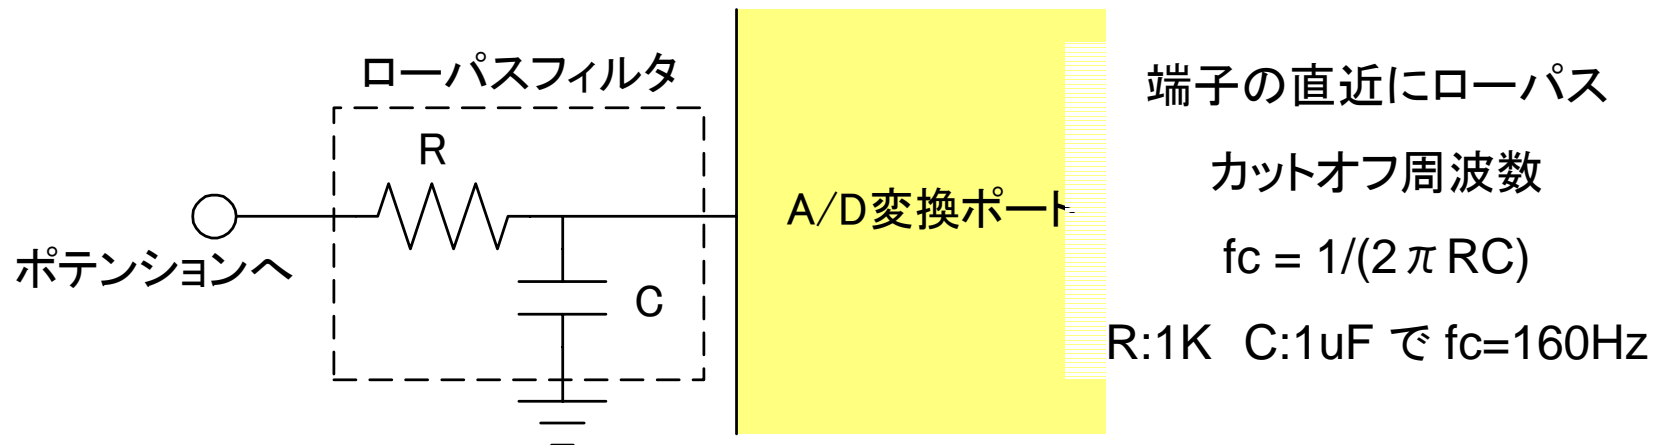 ローパスフィルタ
R
C
ポテンションへ
A/D変換ポート
端子の直近にローパス
カットオフ周波数
fc = 1/(2πRC)
R:1K C:1uF で fc=160Hz